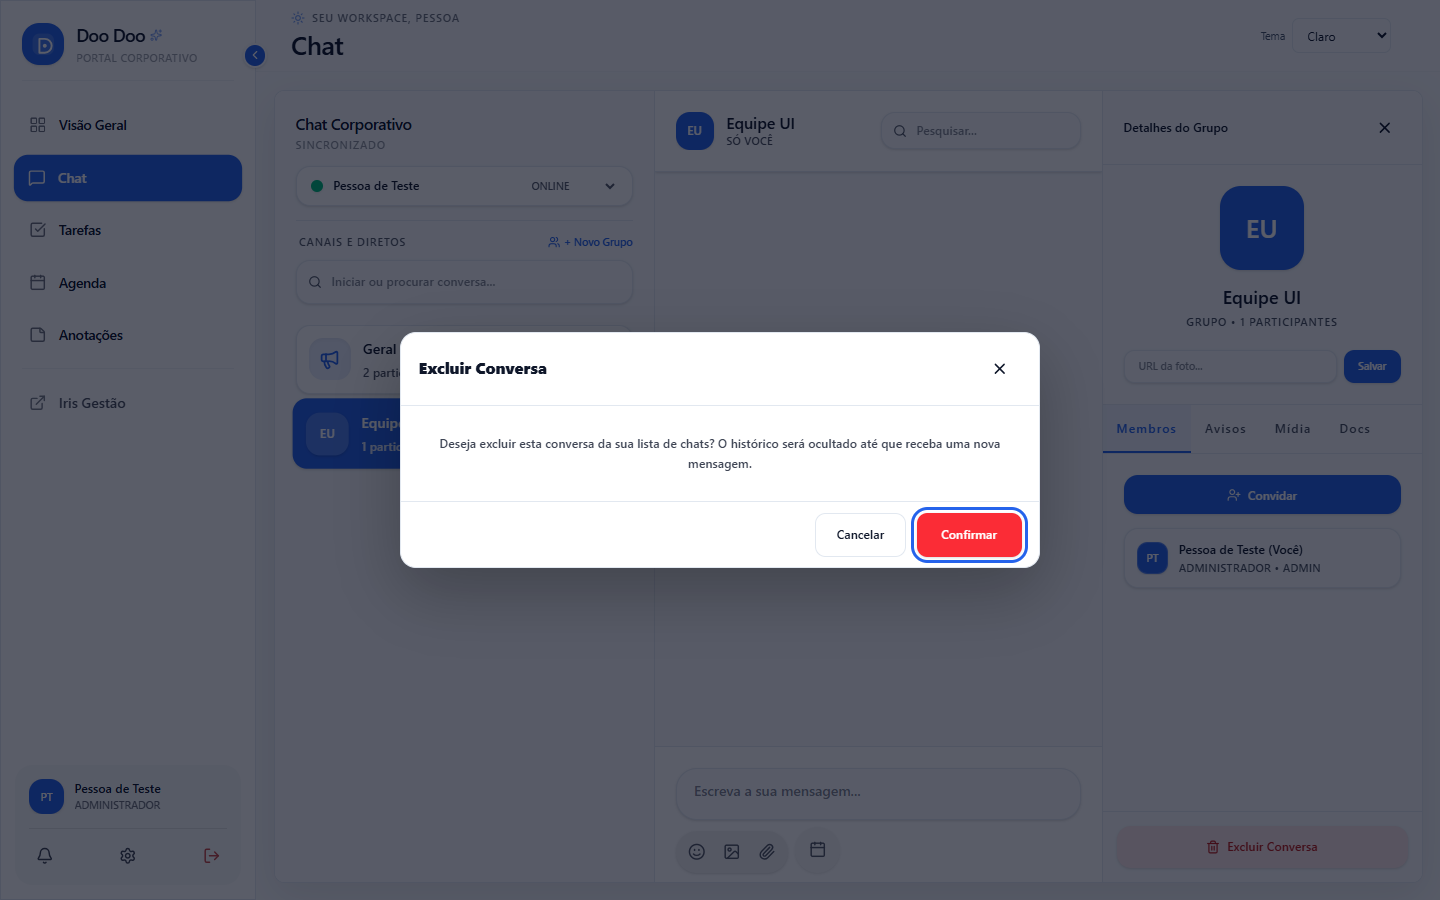 Doo Doo
PORTAL CORPORATIVO
Visão Geral
Chat
Tarefas
Agenda
Anotações
Iris Gestão
PT
Pessoa de Teste
ADMINISTRADOR
SEU WORKSPACE, PESSOA
Chat
Tema
Claro
Chat Corporativo
SINCRONIZADO
Pessoa de Teste
ONLINE
CANAIS E DIRETOS
+ Novo Grupo
Iniciar ou procurar conversa...
Geral
2 parti
EU
Equip
1 partic
EU
Equipe UI
SÓ VOCÊ
Pesquisar...
Escreva a sua mensagem...
Detalhes do Grupo
EU
Equipe UI
GRUPO • 1 PARTICIPANTES
URL da foto...
Salvar
Membros
Avisos
Mídia
Docs
Convidar
PT
Pessoa de Teste (Você)
ADMINISTRADOR • ADMIN
Excluir Conversa
Excluir Conversa
Deseja excluir esta conversa da sua lista de chats? O histórico será ocultado até que receba uma nova
mensagem.
Cancelar
Confirmar